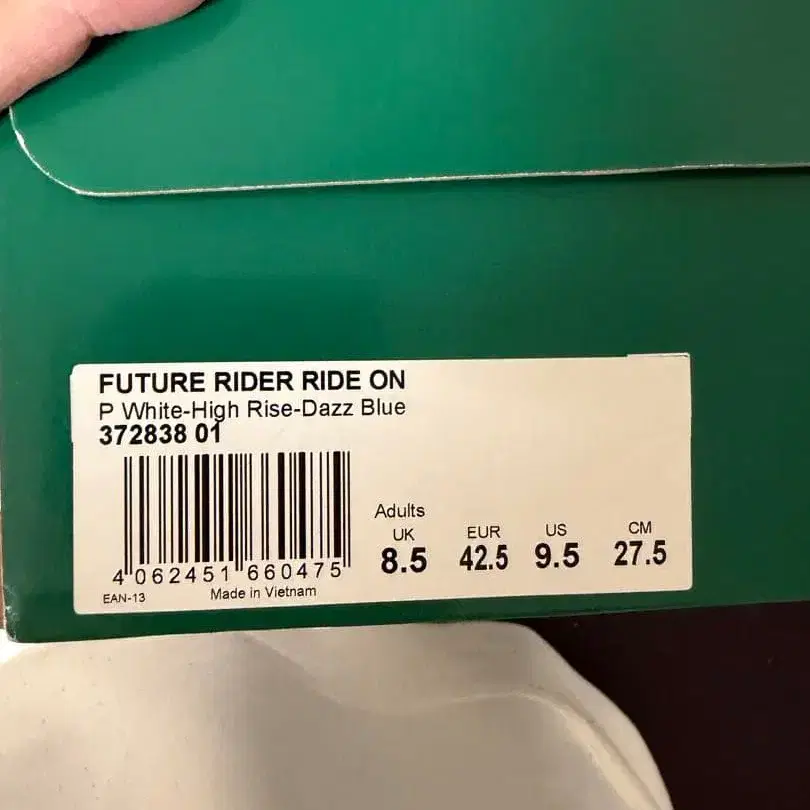 FUTURE RIDER RIDE ON
P White-High Rise-Dazz Blue
372838 01
Adults
UK EUR US CM
8.5 42.5 9.5 27.5
4 062451 660475
EAN-13 Made in Vietnam